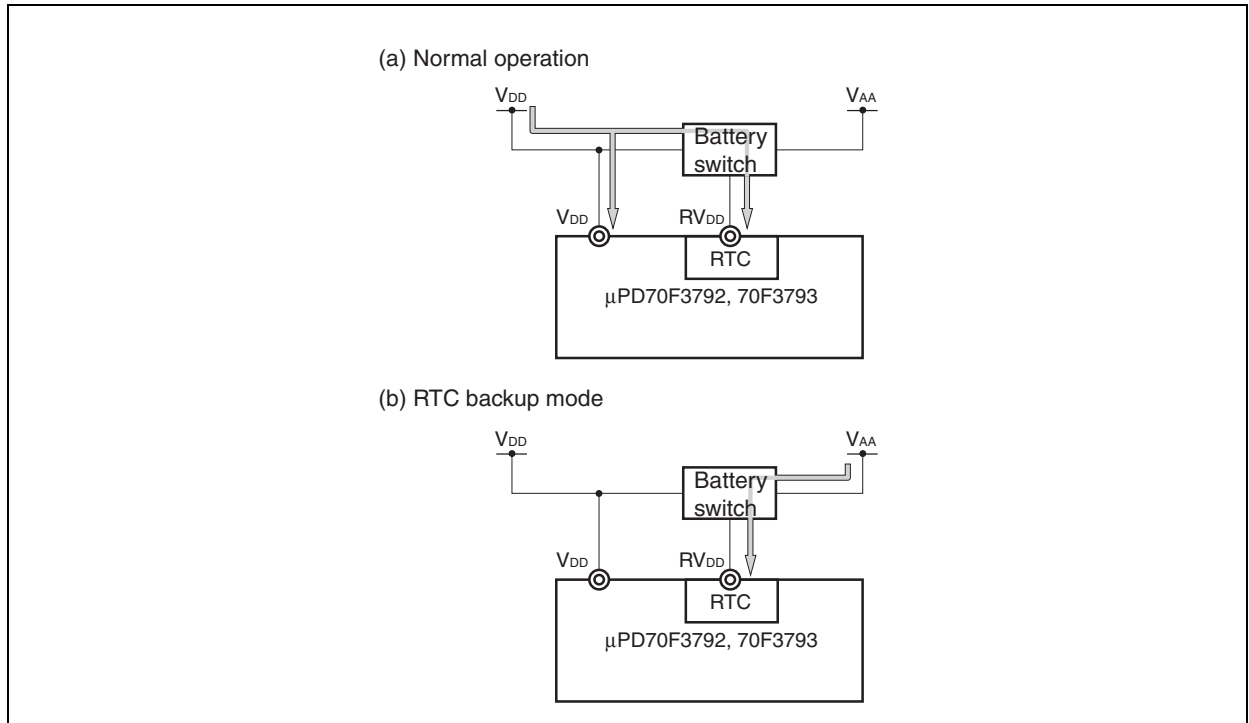 (a) Normal operation
VDD
VAA
Battery
switch
VDD
RVDD
RTC
μPD70F3792, 70F3793
(b) RTC backup mode
VDD
VAA
Battery
switch
VDD
RVDD
RTC
μPD70F3792, 70F3793